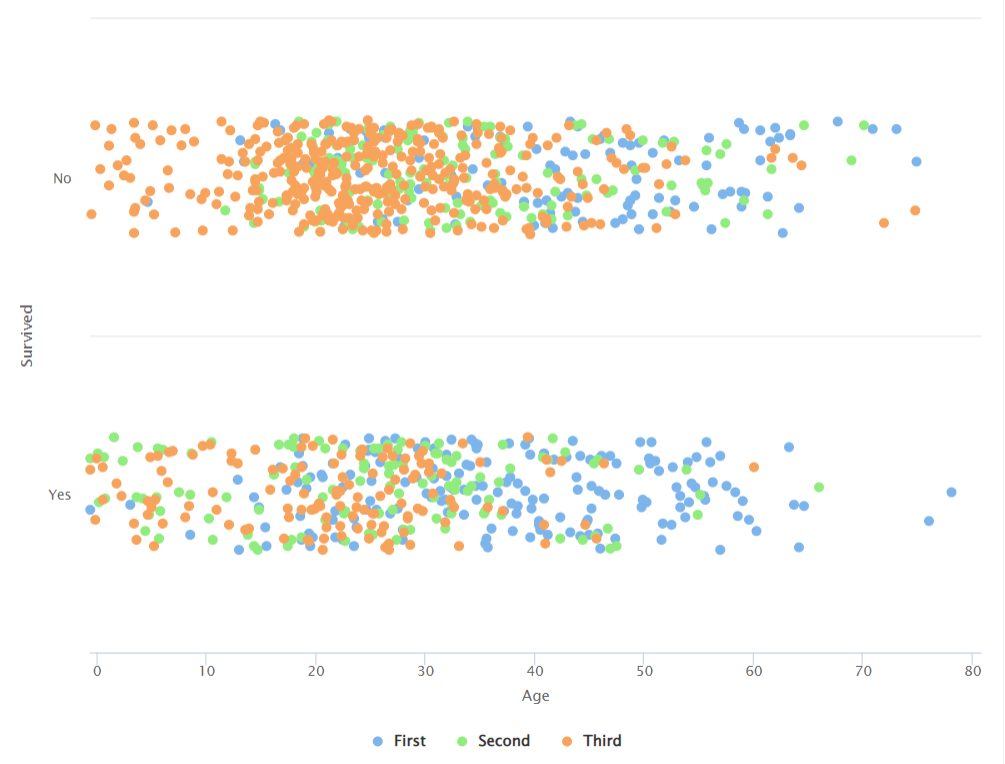 No
Survived
Yes
0 10 20 30 40 50 60 70 80
Age
First Second Third